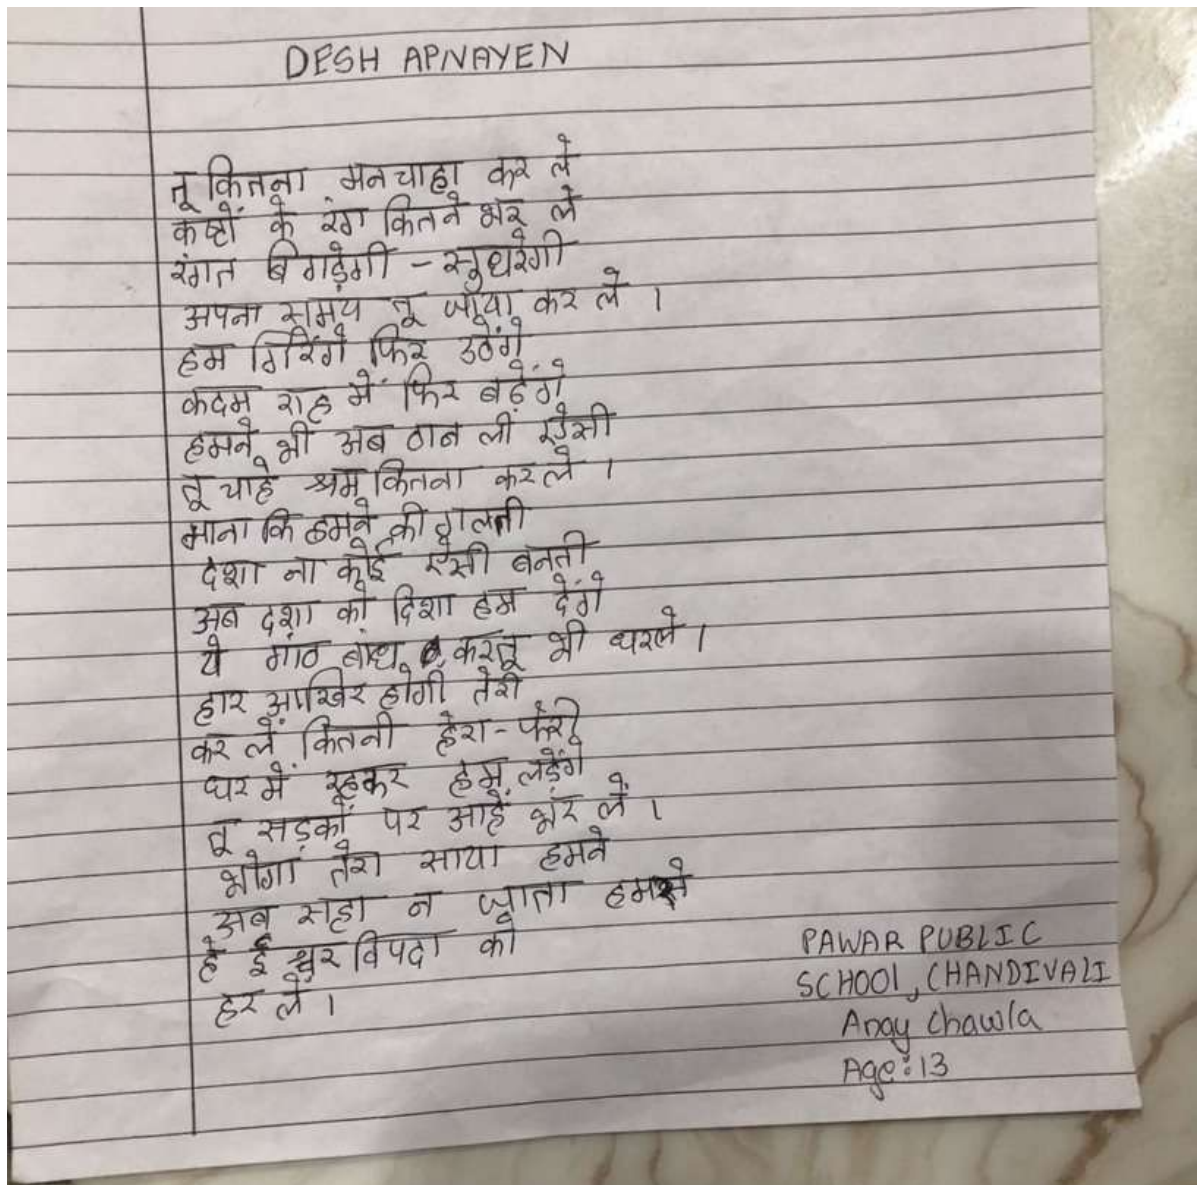 DESH APNAYEN
तू कितना मनचाहा कर ले
कष्टों के रंग कितने भर ले
रंगत बिगड़ेगी - सुधरेगी
अपना समय तू जाया कर ले ।
हम गिरेंगे फिर उठेंगे
कदम राह में फिर बढ़ेंगे
हमने भी अब ठान ली ऐसी
तू चाहे श्रम कितना करले ।
माना कि हमने की गलती
दशा ना कोई ऐसी बनती
अब दशा को दिशा हम देंगे
ये गांठ बांध करतू भी धरले ।
हार आखिर होगी तेरी
कर लें कितनी हेरा-फेरी
घर में रहकर हम लड़ेंगे
तू सड़कों पर आहें भर लें ।
भोगा तेरा साया हमने
अब सहा न जाता हमसे
हे ईश्वर विपदा को
हर ले ।
PAWAR PUBLIC
SCHOOL, CHANDIVALI
Anay Chawla
Age: 13